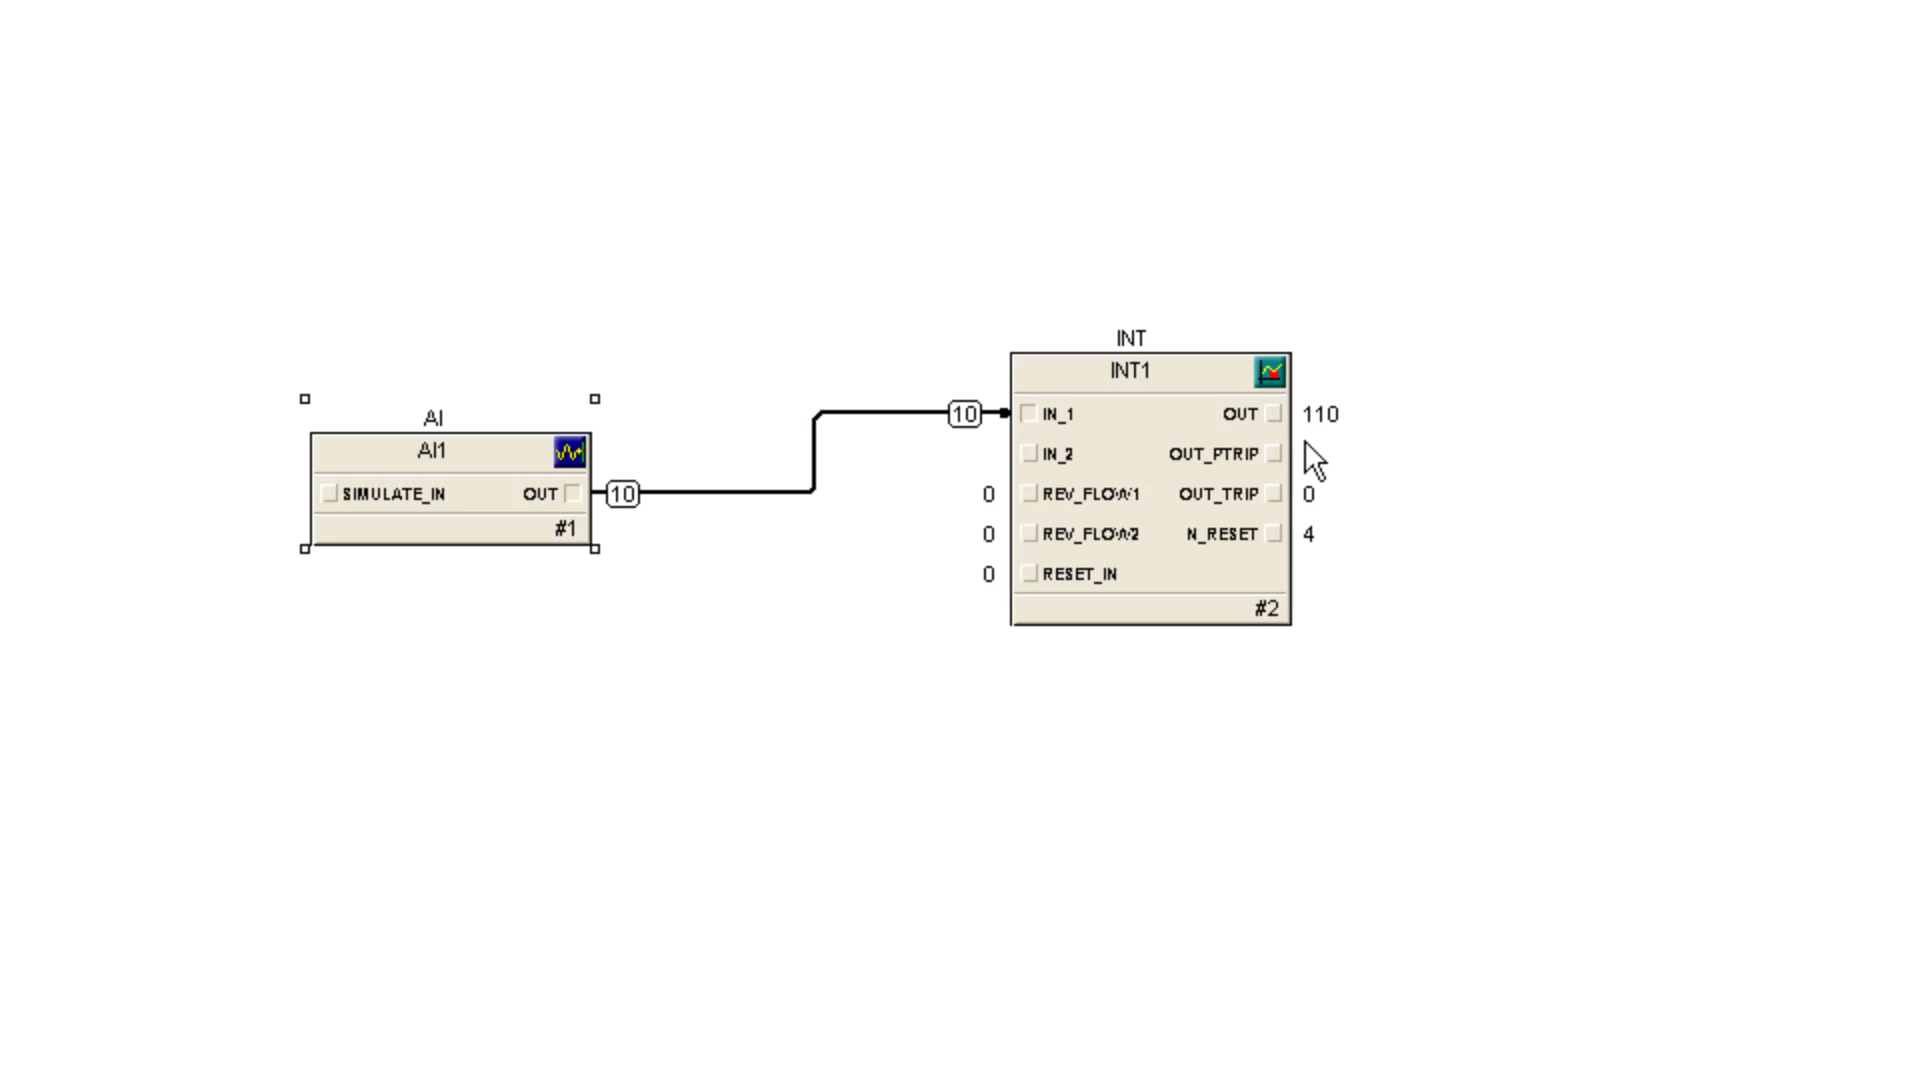 AI
AI1
SIMULATE_IN OUT
#1
10
10
INT
INT1
IN_1 OUT 110
IN_2 OUT_PTRIP
0 REV_FLOW1 OUT_TRIP 0
0 REV_FLOW2 N_RESET 4
0 RESET_IN
#2